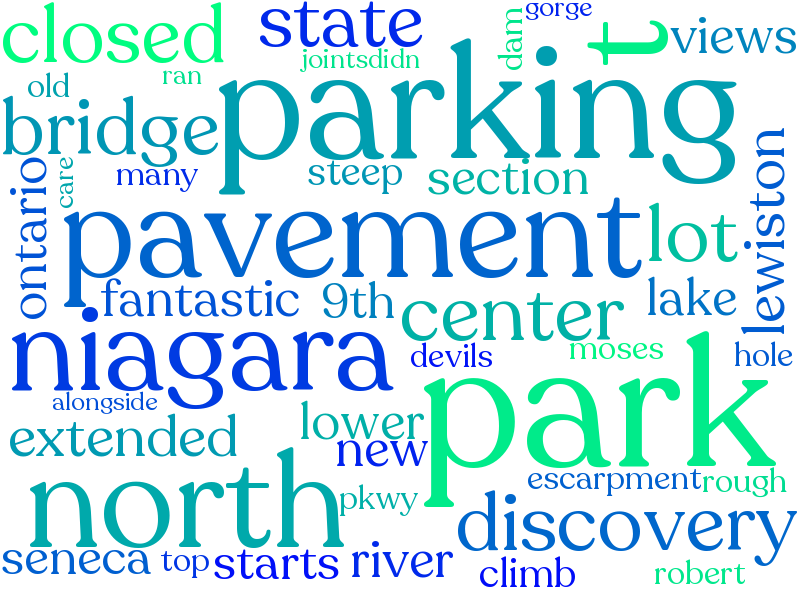 gorge
closed
state
dam
t
views
jointsdidn
ran
old
parking
bridge
care
many
steep
section
ontario
lewiston
pavement
lot
fantastic
9th
center
lake
niagara
devils
moses
hole
alongside
park
extended
lower
new
north
pkwy
escarpment
rough
discovery
seneca
top
starts
river
climb
robert